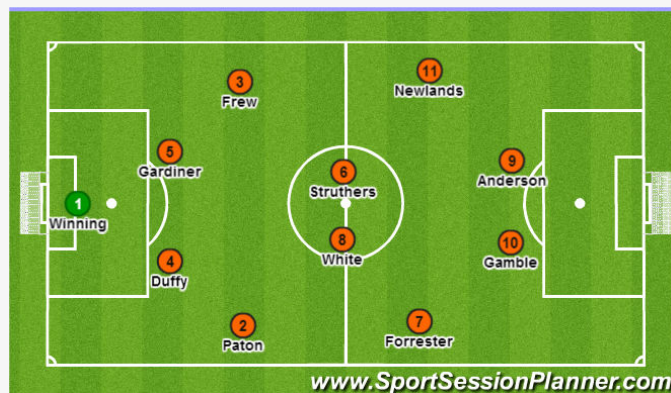 11
Newlands
3
Frew
5
Gardiner
9
Anderson
6
Struthers
1
Winning
8
White
10
Gamble
4
Duffy
7
Forrester
2
Paton
www.SportSessionPlanner.com